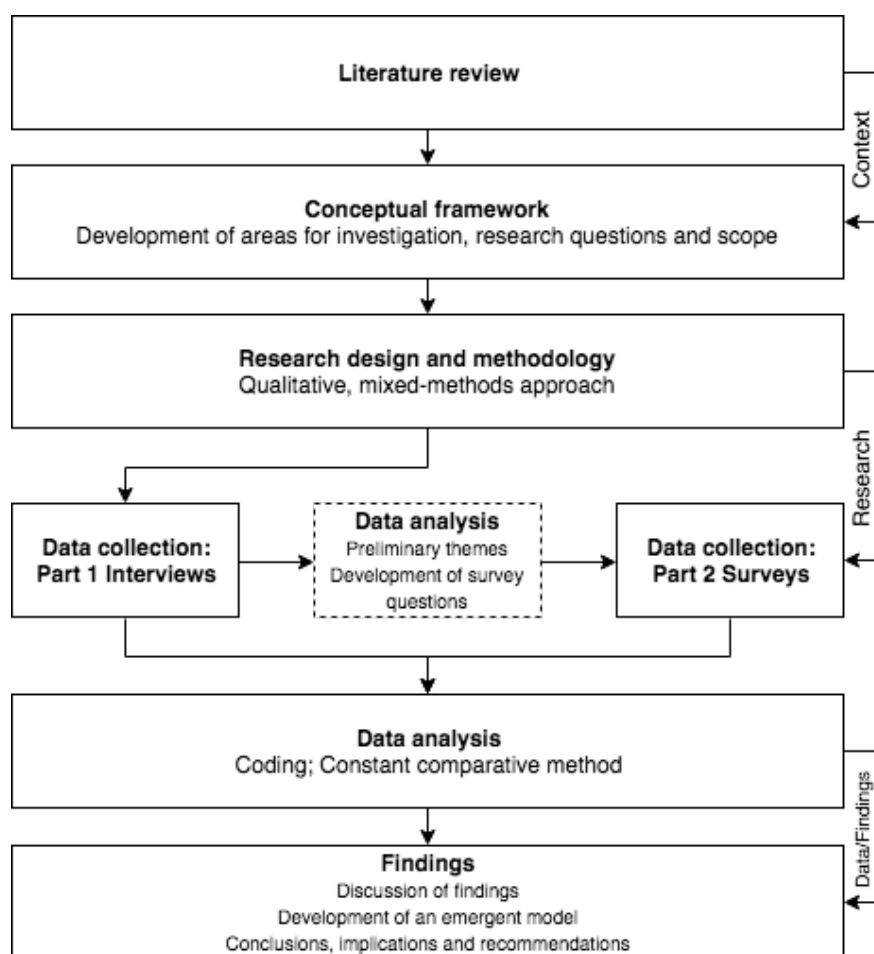 Literature review
Context
Conceptual framework
Development of areas for investigation, research questions and scope
Research design and methodology
Qualitative, mixed-methods approach
Research
Data collection:
Part 1 Interviews
Data analysis
Preliminary themes
Development of survey
questions
Data collection:
Part 2 Surveys
Data analysis
Coding; Constant comparative method
Data/Findings
Findings
Discussion of findings
Development of an emergent model
Conclusions, implications and recommendations